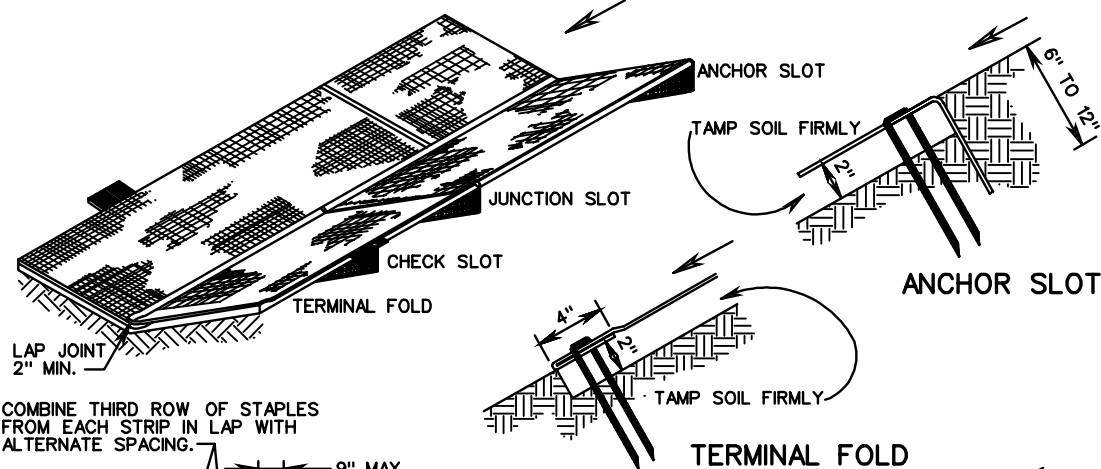 ANCHOR SLOT
JUNCTION SLOT
CHECK SLOT
TERMINAL FOLD
LAP JOINT
2" MIN.
TAMP SOIL FIRMLY
2"
6" TO 12"
ANCHOR SLOT
4"
2"
TAMP SOIL FIRMLY
TERMINAL FOLD
COMBINE THIRD ROW OF STAPLES
FROM EACH STRIP IN LAP WITH
ALTERNATE SPACING.
9" MAX